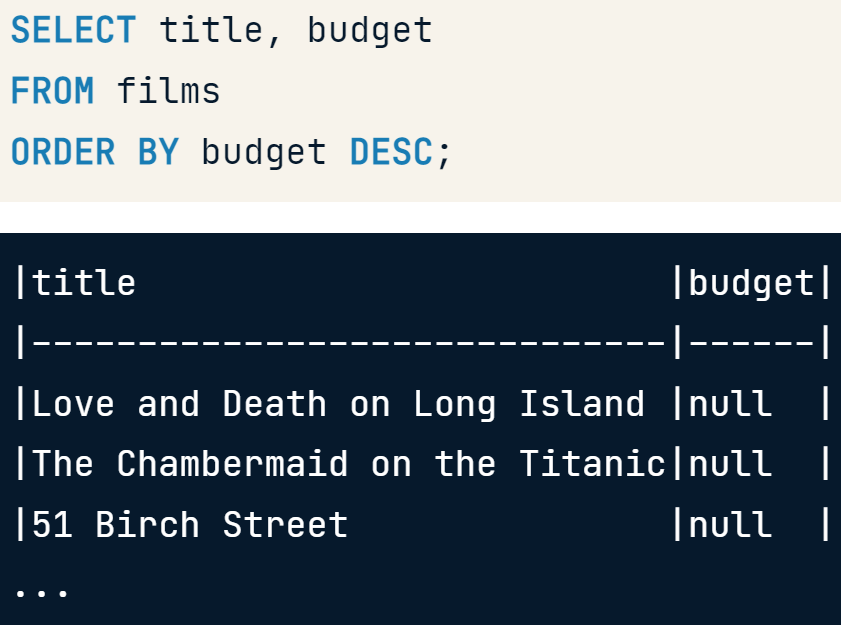 SELECT title, budget
FROM films
ORDER BY budget DESC;
|title                         |budget|
|------------------------------|------|
|Love and Death on Long Island |null  |
|The Chambermaid on the Titanic|null  |
|51 Birch Street               |null  |
...